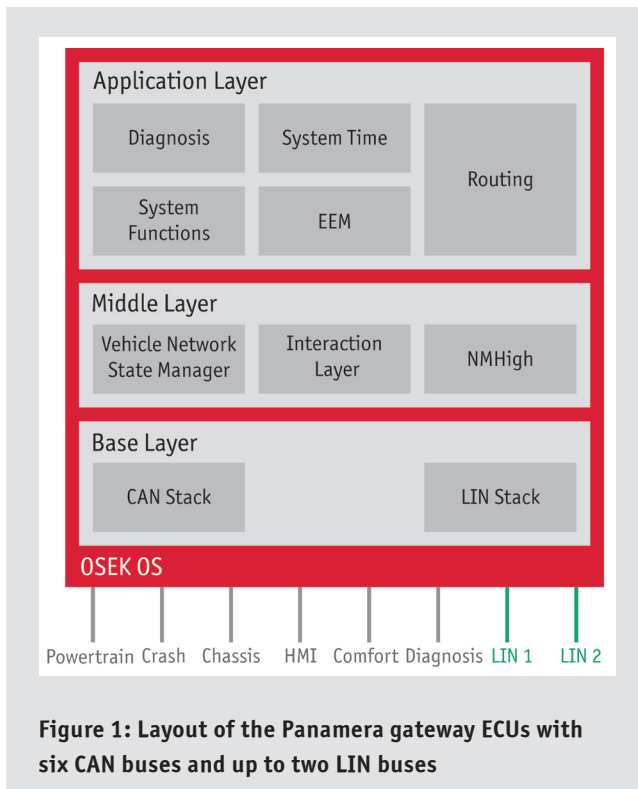 Application Layer
Diagnosis
System Time
Routing
System
Functions
EEM
Middle Layer
Vehicle Network
State Manager
Interaction
Layer
NMHigh
Base Layer
CAN Stack
LIN Stack
OSEK OS
Powertrain Crash Chassis HMI Comfort Diagnosis LIN 1 LIN 2
Figure 1: Layout of the Panamera gateway ECUs with
six CAN buses and up to two LIN buses